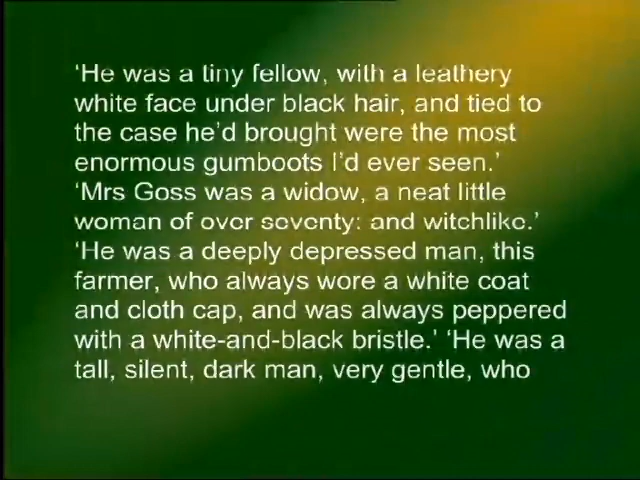 ‘He was a tiny fellow, with a leathery
white face under black hair, and tied to
the case he’d brought were the most
enormous gumboots I’d ever seen.’
‘Mrs Goss was a widow, a neat little
woman of over seventy: and witchlike.’
‘He was a deeply depressed man, this
farmer, who always wore a white coat
and cloth cap, and was always peppered
with a white-and-black bristle.’ ‘He was a
tall, silent, dark man, very gentle, who